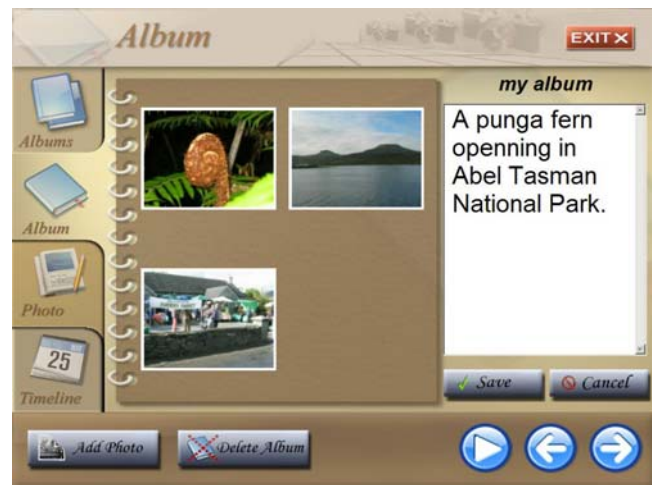 Album
EXIT X
my album
Albums
Album
Photo
25
Timeline
A punga fern
openning in
Abel Tasman
National Park.
Save
Cancel
Add Photo
Delete Album